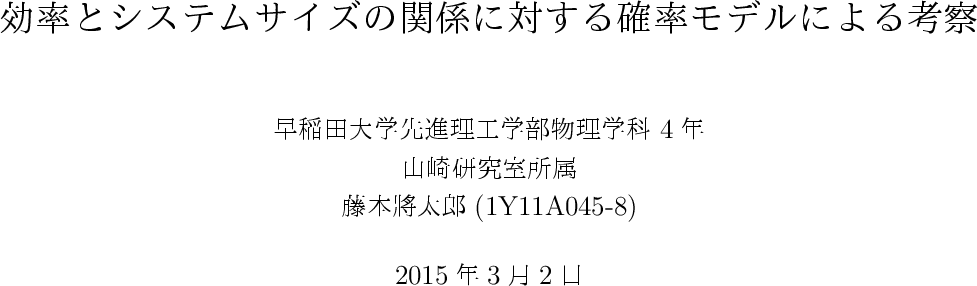 効率とシステムサイズの関係に対する確率モデルによる考察
早稲田大学先進理工学部物理学科 4 年
山崎研究室所属
藤木將太郎 (1Y11A045-8)
2015 年 3 月 2 日